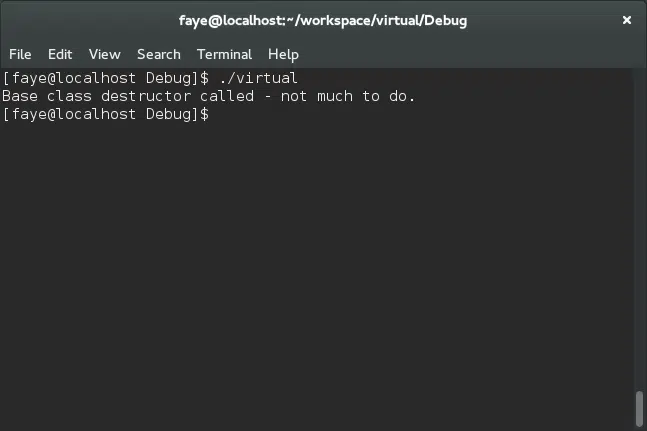 faye@localhost:~/workspace/virtual/Debug
File Edit View Search Terminal Help
[faye@localhost Debug]$ ./virtual
Base class destructor called - not much to do.
[faye@localhost Debug]$